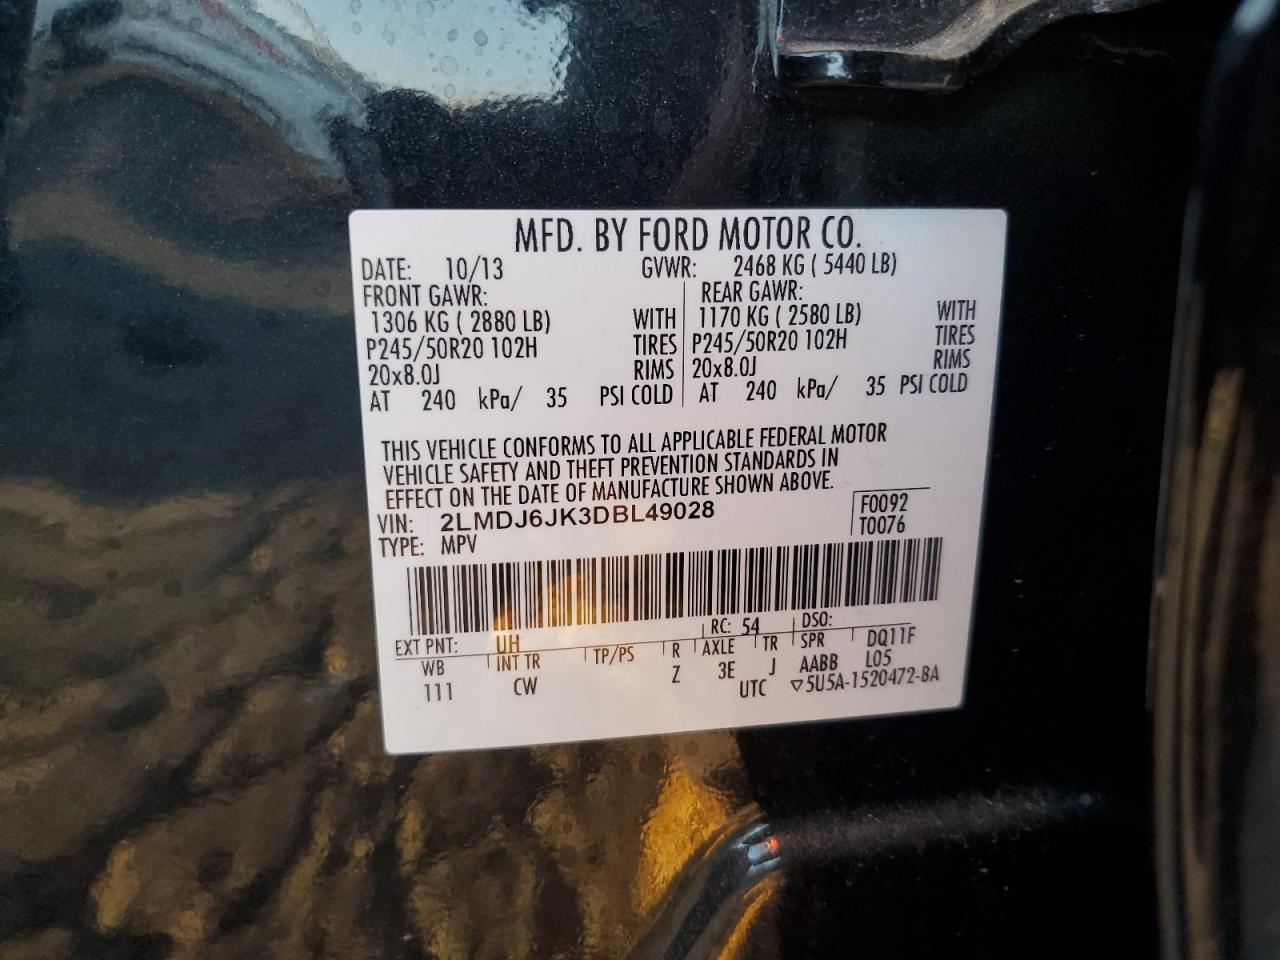 MFD. BY FORD MOTOR CO.
DATE: 10/13 GVWR: 2468 KG ( 5440 LB)
FRONT GAWR: REAR GAWR:
1306 KG ( 2880 LB) WITH 1170 KG ( 2580 LB) WITH
P245/50R20 102H TIRES P245/50R20 102H TIRES
20x8.0J RIMS 20x8.0J RIMS
AT 240 kPa/ 35 PSI COLD AT 240 kPa/ 35 PSI COLD
THIS VEHICLE CONFORMS TO ALL APPLICABLE FEDERAL MOTOR
VEHICLE SAFETY AND THEFT PREVENTION STANDARDS IN
EFFECT ON THE DATE OF MANUFACTURE SHOWN ABOVE.
VIN: 2LMDJ6JK3DBL49028 F0092
TYPE: MPV T0076
EXT PNT: UH RC: 54 DSO:
WB INT TR TP/PS R AXLE TR SPR DQ11F
111 CW Z 3E J AABB L05
UTC ▽5U5A-1520472-BA